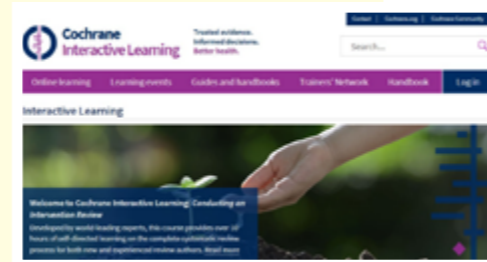 Contact | Cochrane.org | Cochrane Community
Cochrane
Interactive Learning
Trusted evidence.
Informed decisions.
Better health.
Search...
Online learning Learning events Guides and handbooks Trainers' Network Handbook Log in
Interactive Learning
Welcome to Cochrane Interactive Learning: Conducting an
Intervention Review
Developed by world leading experts, this course provides over 10
hours of self-directed learning on the complete systematic review
process for both new and experienced review authors. Read more